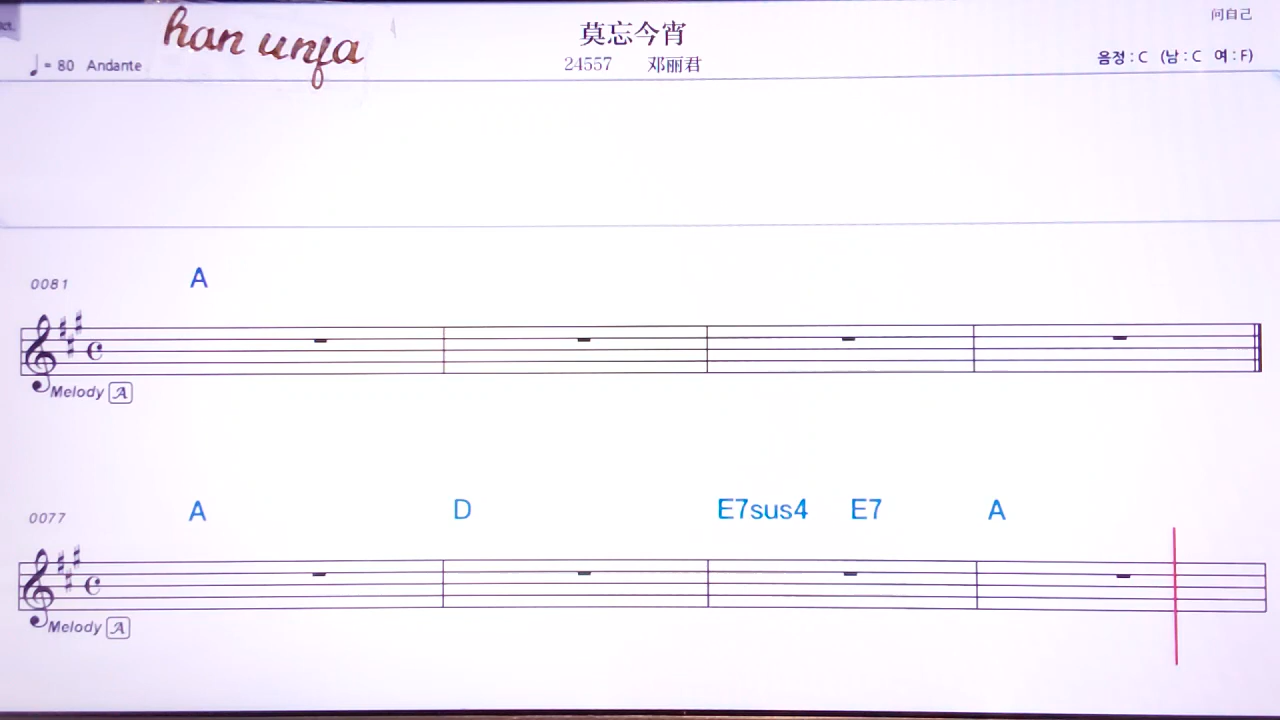 han unfa
莫忘今宵
问自己
♩= 80 Andante
24557 邓丽君
음정 : C (남 : C 여 : F)
0081 A
Melody A
0077 A D E7sus4 E7 A
Melody A